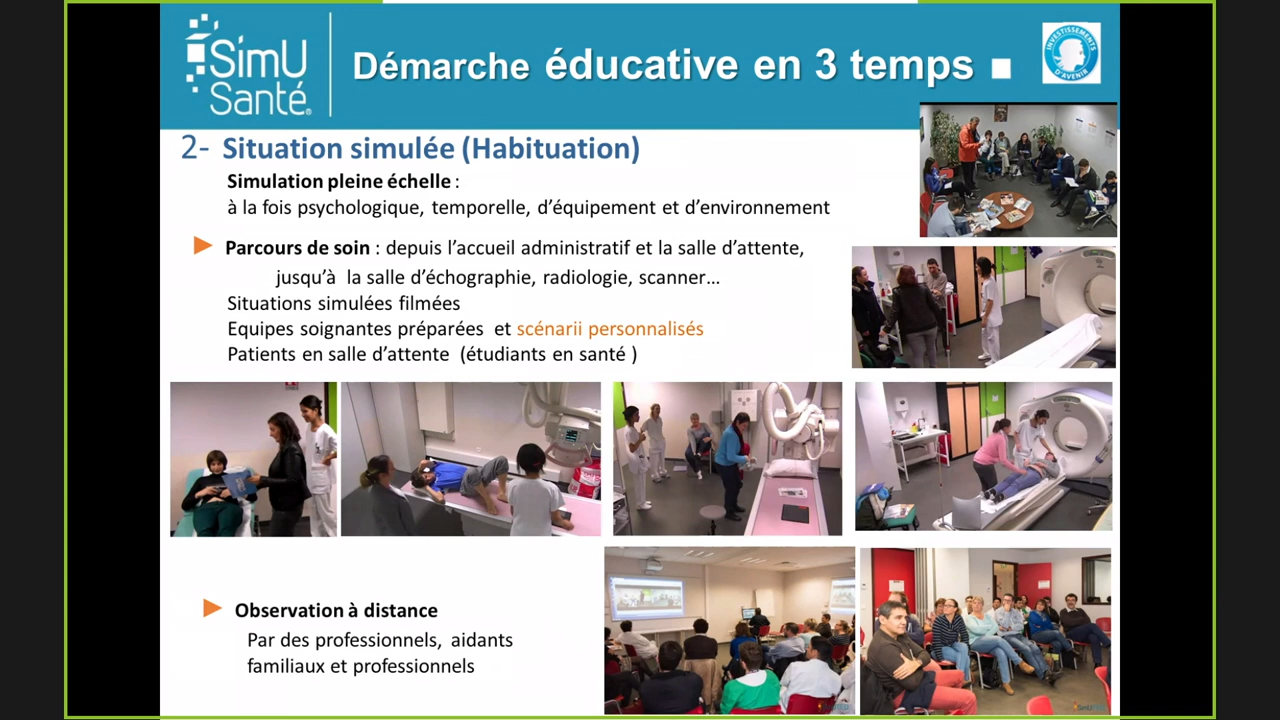 SimU
Santé®
Démarche éducative en 3 temps
INVESTISSEMENTS
D'AVENIR
2- Situation simulée (Habituation)
Simulation pleine échelle :
à la fois psychologique, temporelle, d'équipement et d'environnement
Parcours de soin : depuis l'accueil administratif et la salle d'attente,
jusqu'à la salle d'échographie, radiologie, scanner…
Situations simulées filmées
Equipes soignantes préparées et scénarii personnalisés
Patients en salle d'attente (étudiants en santé )
Observation à distance
Par des professionnels, aidants
familiaux et professionnels